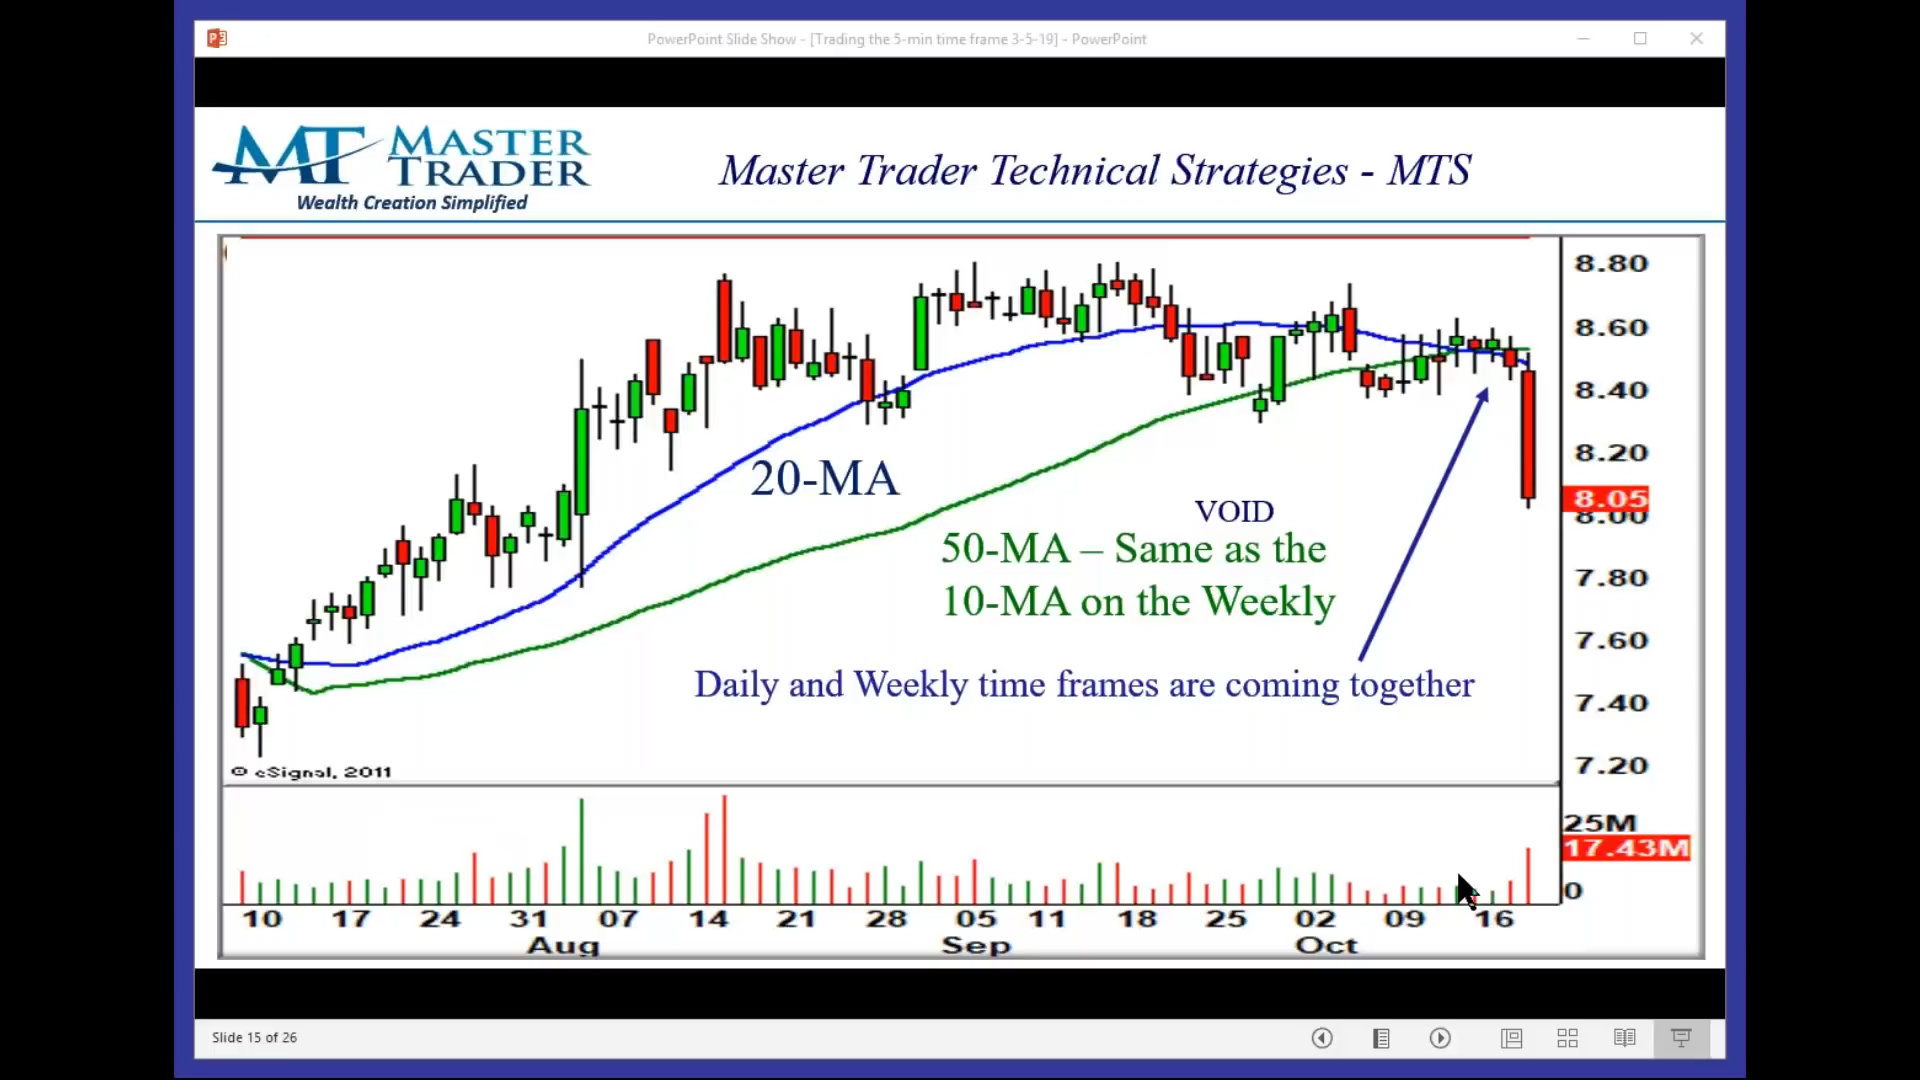 PowerPoint Slide Show - [Trading the 5-min time frame 3-5-19] - PowerPoint
MT MASTER TRADER
Wealth Creation Simplified
Master Trader Technical Strategies - MTS
8.80
8.60
8.40
8.20
8.05
8.00
7.80
7.60
7.40
7.20
20-MA
VOID
50-MA – Same as the
10-MA on the Weekly
Daily and Weekly time frames are coming together
© eSignal, 2011
25M
17.43M
0
10 17 24 31 07 14 21 28 05 11 18 25 02 09 16
Aug Sep Oct
Slide 15 of 26